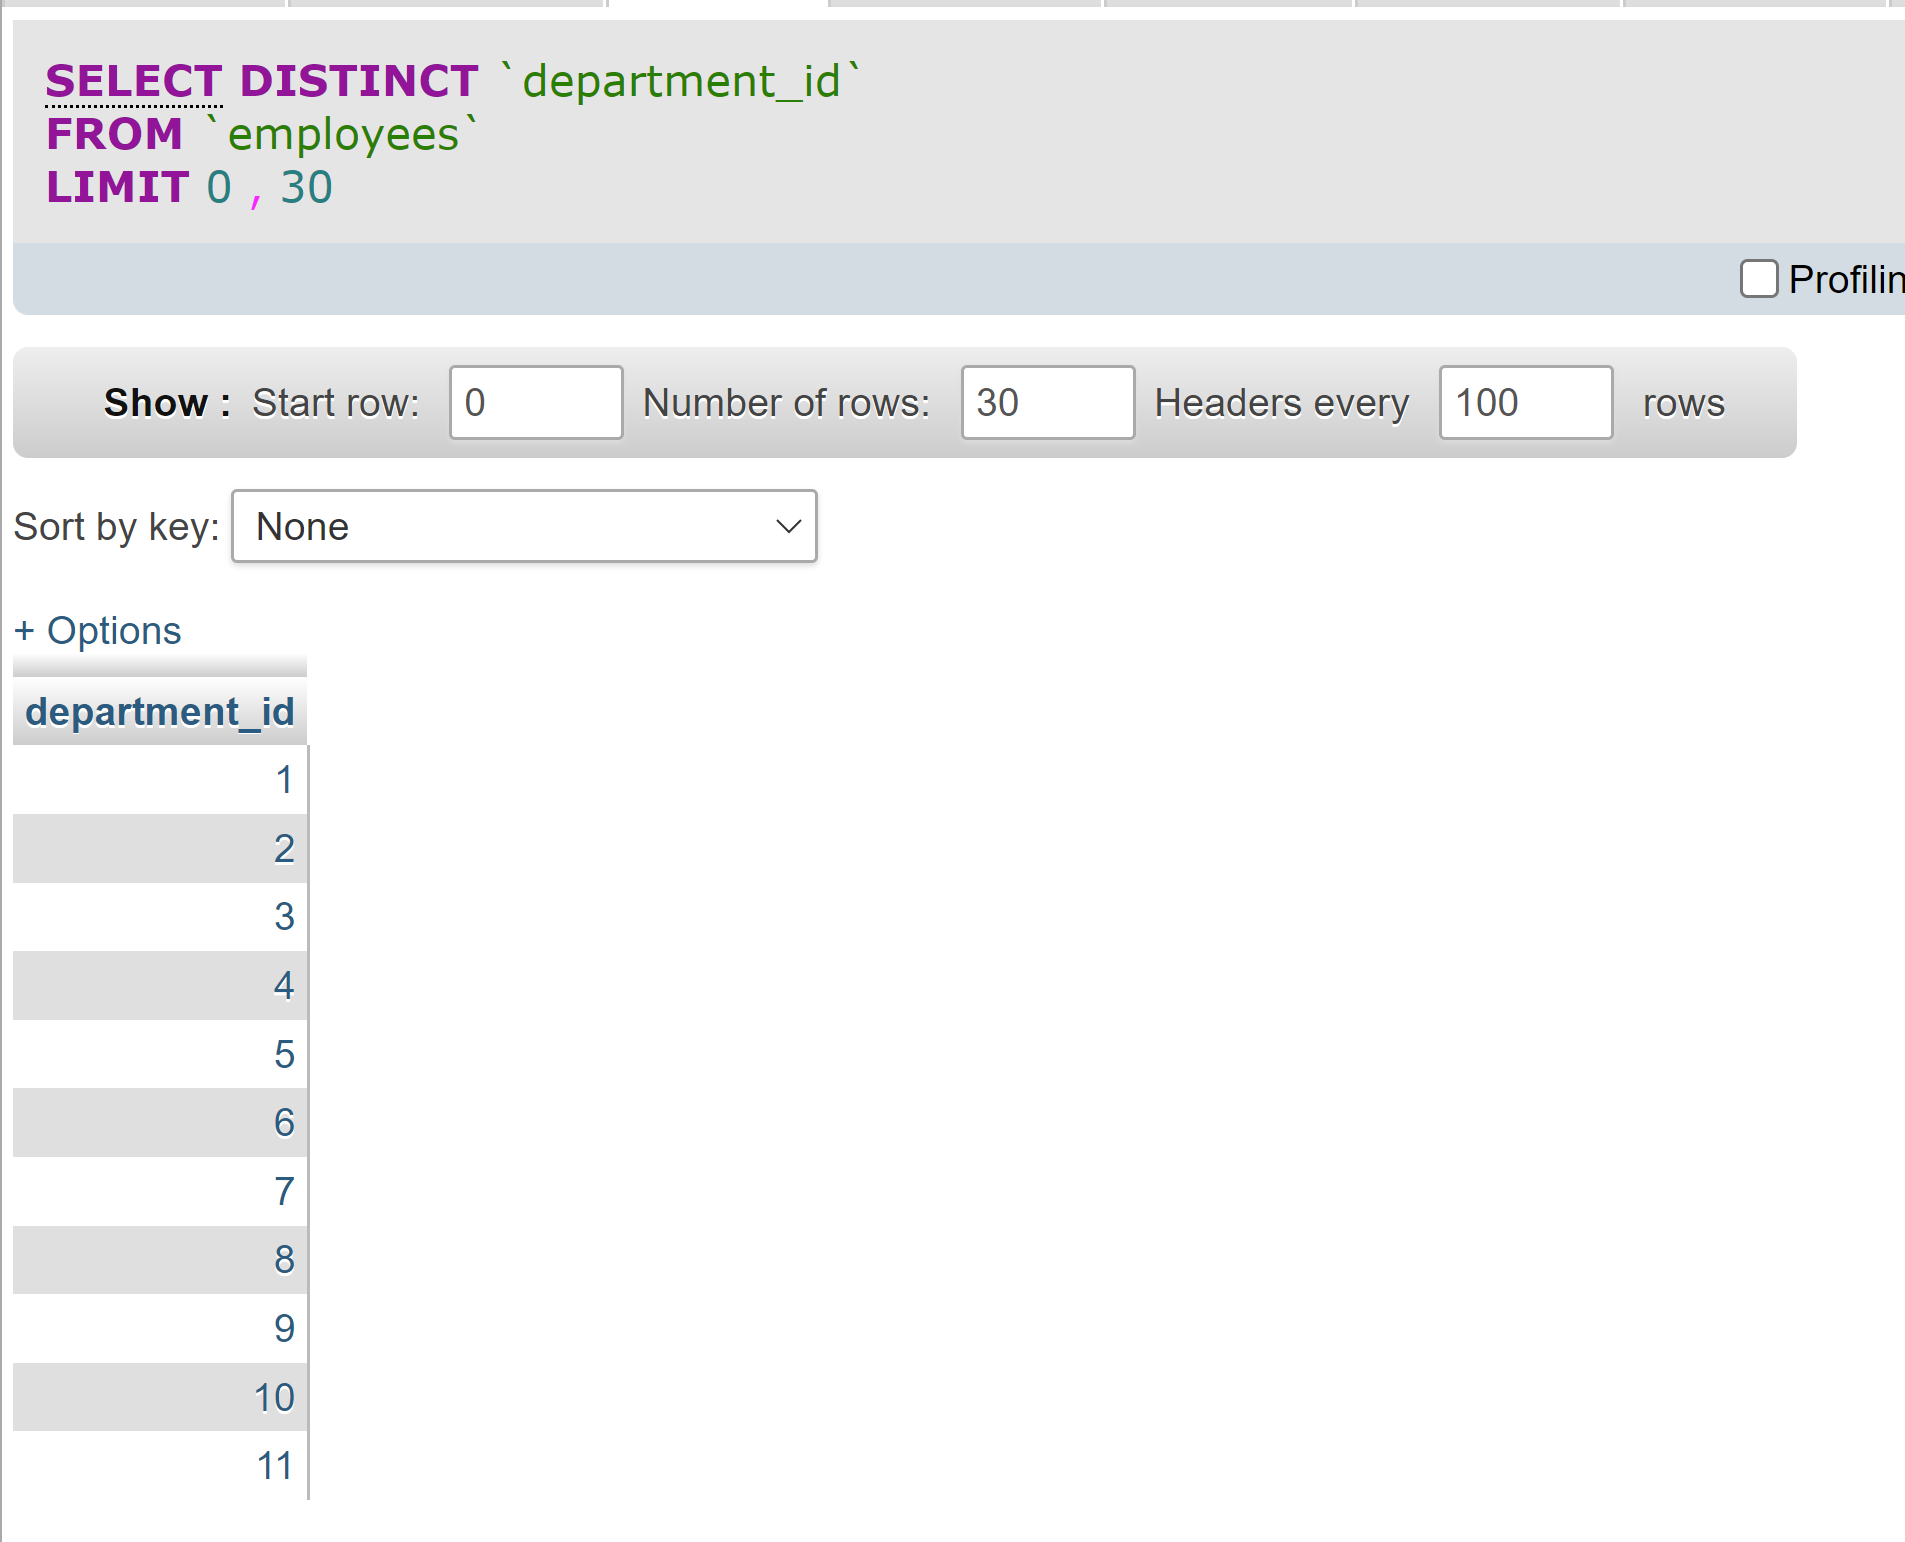 SELECT DISTINCT `department_id`
FROM `employees`
LIMIT 0 , 30
Profilin
Show : Start row: 0 Number of rows: 30 Headers every 100 rows
Sort by key: None
+ Options
department_id
1
2
3
4
5
6
7
8
9
10
11